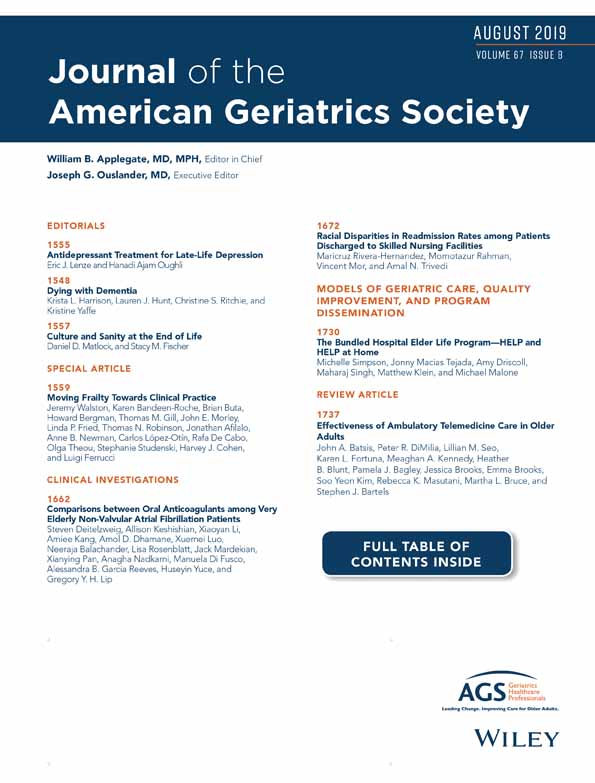 AUGUST 2019
VOLUME 67 ISSUE 8
Journal of the
American Geriatrics Society
William B. Applegate, MD, MPH, Editor in Chief
Joseph G. Ouslander, MD, Executive Editor
EDITORIALS
1555
Antidepressant Treatment for Late-Life Depression
Eric J. Lenze and Hanadi Ajam Oughli
1548
Dying with Dementia
Krista L. Harrison, Lauren J. Hunt, Christine S. Ritchie, and
Kristine Yaffe
1557
Culture and Sanity at the End of Life
Daniel D. Matlock, and Stacy M. Fischer
SPECIAL ARTICLE
1559
Moving Frailty Towards Clinical Practice
Jeremy Walston, Karen Bandeen-Roche, Brian Buta,
Howard Bergman, Thomas M. Gill, John E. Morley,
Linda P. Fried, Thomas N. Robinson, Jonathan Afilalo,
Anne B. Newman, Carlos López-Otín, Rafa De Cabo,
Olga Theou, Stephanie Studenski, Harvey J. Cohen,
and Luigi Ferrucci
CLINICAL INVESTIGATIONS
1662
Comparisons between Oral Anticoagulants among Very
Elderly Non-Valvular Atrial Fibrillation Patients
Steven Deitelzweig, Allison Keshishian, Xiaoyan Li,
Amiee Kang, Amol D. Dhamane, Xuemei Luo,
Neeraja Balachander, Lisa Rosenblatt, Jack Mardekian,
Xianying Pan, Anagha Nadkarni, Manuela Di Fusco,
Alessandra B. Garcia Reeves, Huseyin Yuce, and
Gregory Y. H. Lip
1672
Racial Disparities in Readmission Rates among Patients
Discharged to Skilled Nursing Facilities
Maricruz Rivera-Hernandez, Momotazur Rahman,
Vincent Mor, and Amal N. Trivedi
MODELS OF GERIATRIC CARE, QUALITY
IMPROVEMENT, AND PROGRAM
DISSEMINATION
1730
The Bundled Hospital Elder Life Program—HELP and
HELP at Home
Michelle Simpson, Jonny Macias Tejada, Amy Driscoll,
Maharaj Singh, Matthew Klein, and Michael Malone
REVIEW ARTICLE
1737
Effectiveness of Ambulatory Telemedicine Care in Older
Adults
John A. Batsis, Peter R. DiMilia, Lillian M. Seo,
Karen L. Fortuna, Meaghan A. Kennedy, Heather
B. Blunt, Pamela J. Bagley, Jessica Brooks, Emma Brooks,
Soo Yeon Kim, Rebecca K. Masutani, Martha L. Bruce, and
Stephen J. Bartels
FULL TABLE OF
CONTENTS INSIDE
AGS
Geriatrics
Healthcare
Professionals
Leading Change. Improving Care for Older Adults.
WILEY